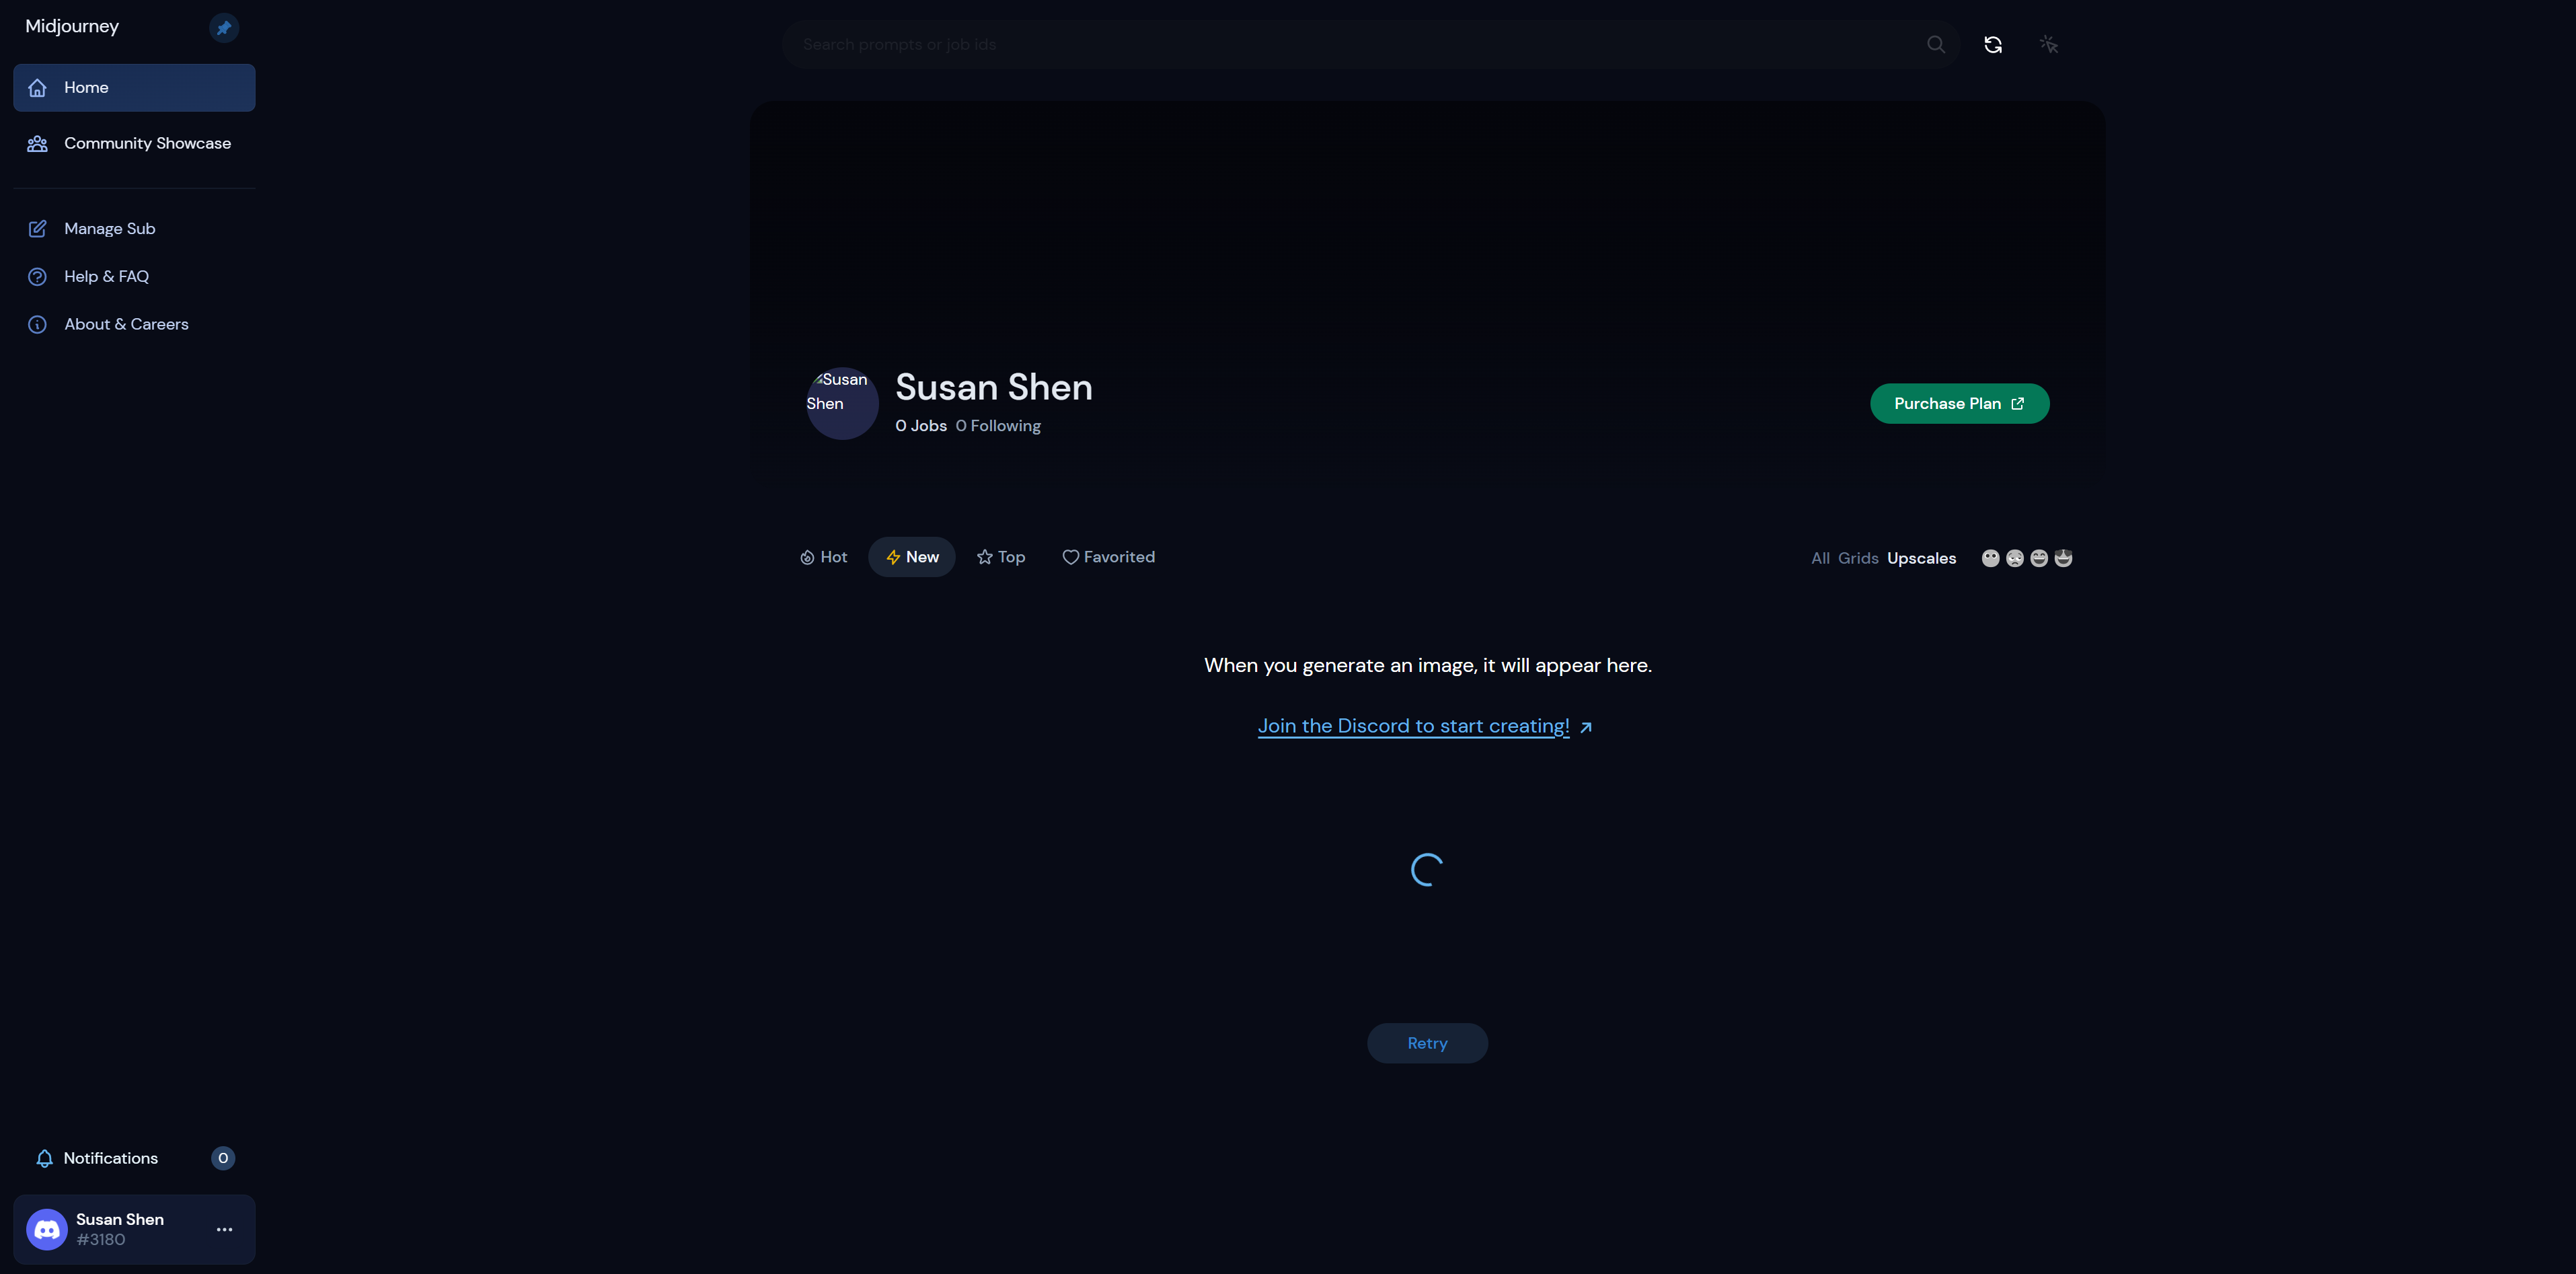 Midjourney
Home
Community Showcase
Manage Sub
Help & FAQ
About & Careers
Search prompts or job ids
Susan
Shen
Susan Shen
0 Jobs 0 Following
Purchase Plan
Hot New Top Favorited
All Grids Upscales
When you generate an image, it will appear here.
Join the Discord to start creating!
Retry
Notifications 0
Susan Shen
#3180